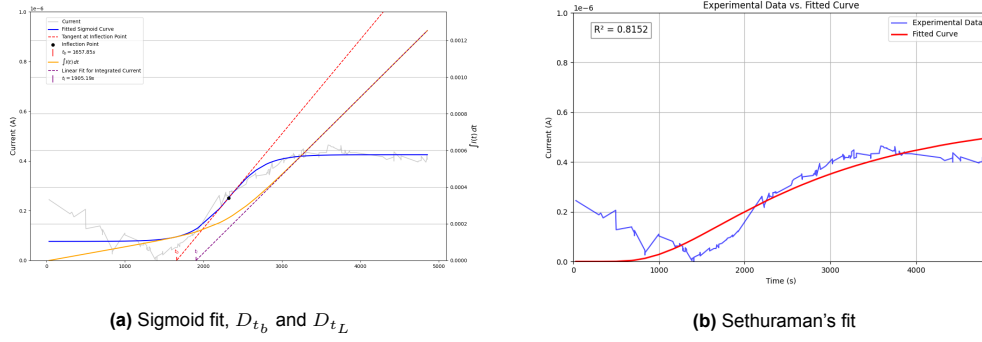 1e-6
Current
Fitted Sigmoid Curve
Tangent at Inflection Point
Inflection Point
t_b = 1657.85s
∫I(t) dt
Linear Fit for Integrated Current
t_l = 1905.19s
Current (A)
1.0
0.8
0.6
0.4
0.2
0.0
0 1000 2000 3000 4000 5000
0.0012
0.0010
0.0008
0.0006
0.0004
0.0002
0.0000
∫I(t) dt
(a) Sigmoid fit, D_{t_b} and D_{t_L}
Experimental Data vs. Fitted Curve
1e-6
R² = 0.8152
Experimental Data
Fitted Curve
Current (A)
1.0
0.8
0.6
0.4
0.2
0.0
0 1000 2000 3000 4000
Time (s)
(b) Sethuraman's fit